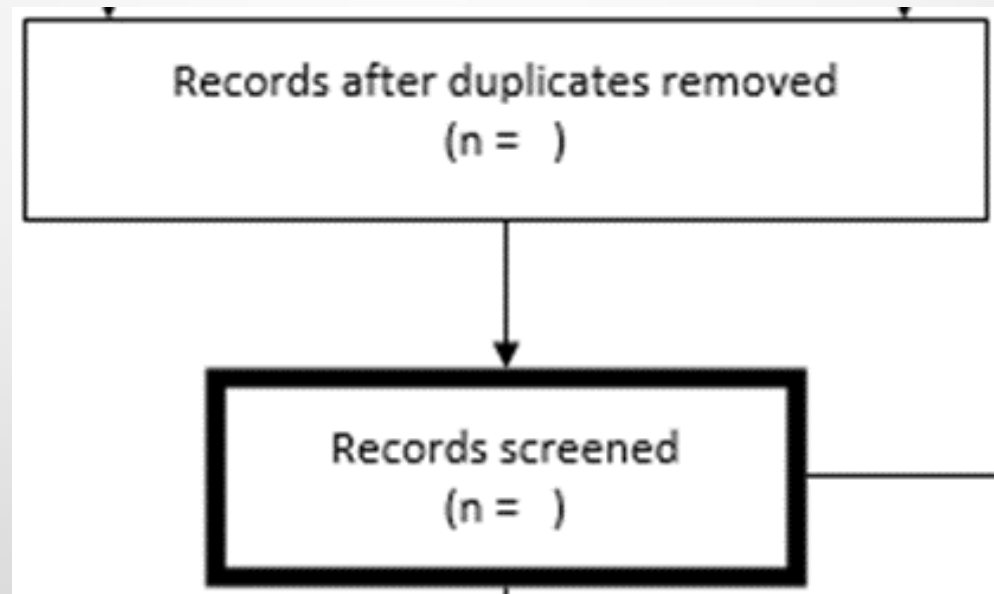 Records after duplicates removed
(n =   )
Records screened
(n =   )